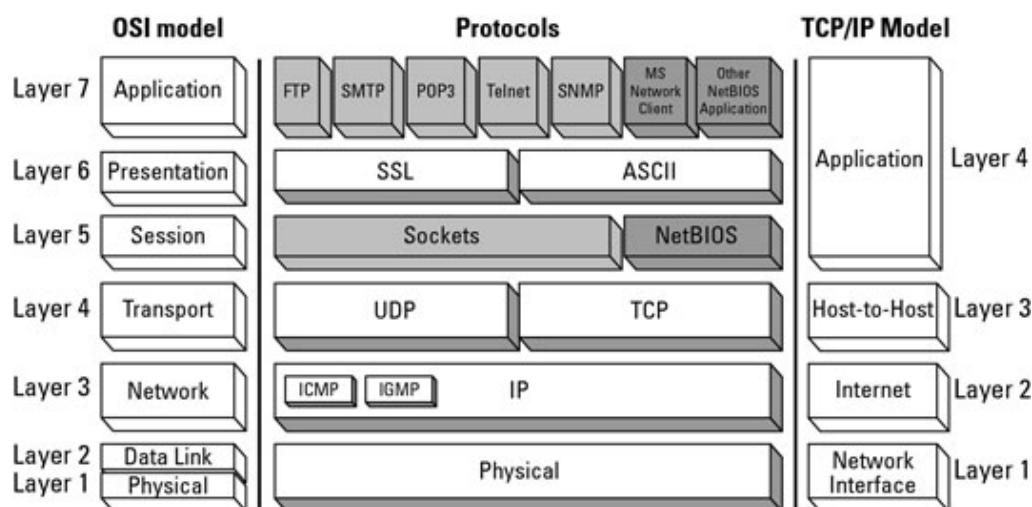 OSI model Protocols TCP/IP Model
Layer 7 Application FTP SMTP POP3 Telnet SNMP MS Network Client Other NetBIOS Application
Layer 6 Presentation SSL ASCII Application Layer 4
Layer 5 Session Sockets NetBIOS
Layer 4 Transport UDP TCP Host-to-Host Layer 3
Layer 3 Network ICMP IGMP IP Internet Layer 2
Layer 2 Data Link
Layer 1 Physical Physical Network Interface Layer 1